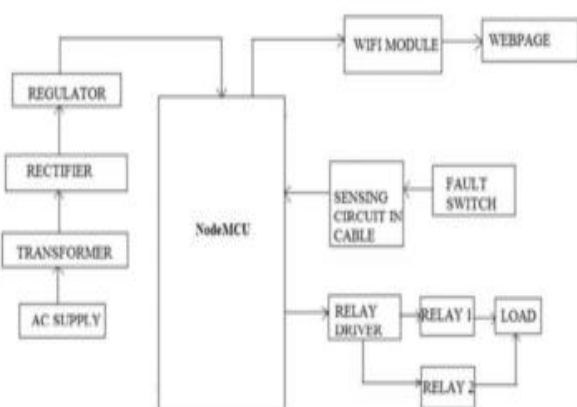 WIFI MODULE
WEBPAGE
REGULATOR
RECTIFIER
TRANSFORMER
AC SUPPLY
NodeMCU
SENSING
CIRCUIT IN
CABLE
FAULT
SWITCH
RELAY
DRIVER
RELAY 1
LOAD
RELAY 2